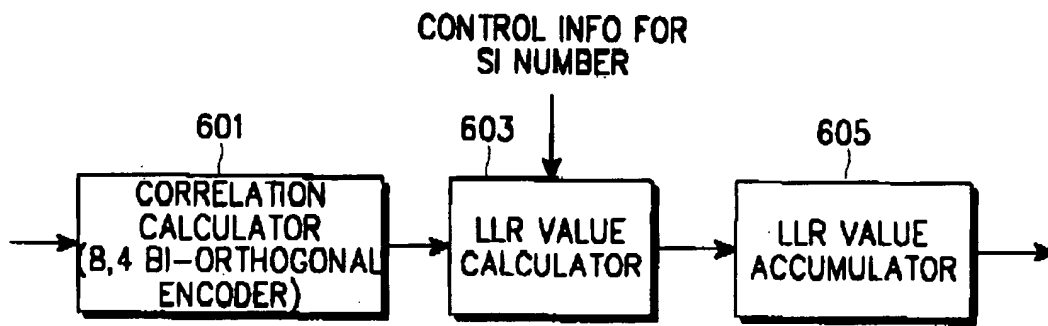 CONTROL INFO FOR
SI NUMBER
601
603
605
CORRELATION
CALCULATOR
(8,4 BI-ORTHOGONAL
ENCODER)
LLR VALUE
CALCULATOR
LLR VALUE
ACCUMULATOR